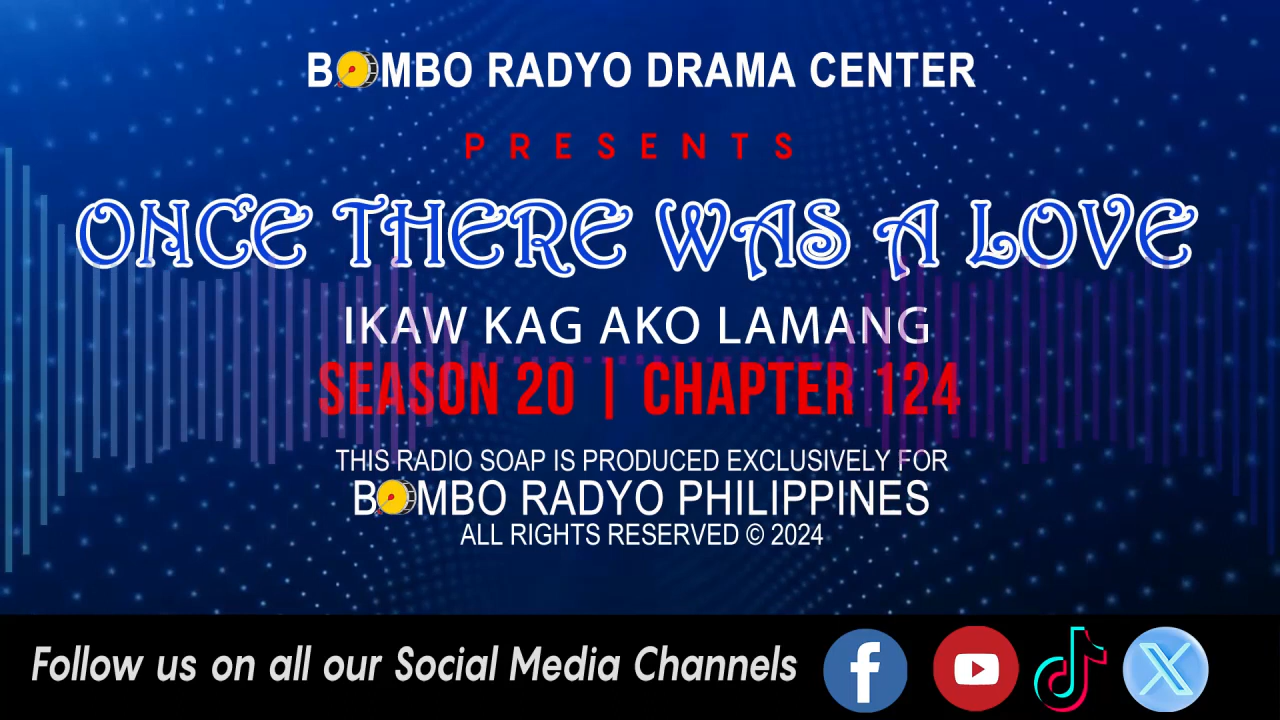 BOMBO RADYO DRAMA CENTER
PRESENTS
ONCE THERE WAS A LOVE
IKAW KAG AKO LAMANG
SEASON 20 | CHAPTER 124
THIS RADIO SOAP IS PRODUCED EXCLUSIVELY FOR
BOMBO RADYO PHILIPPINES
ALL RIGHTS RESERVED © 2024
Follow us on all our Social Media Channels